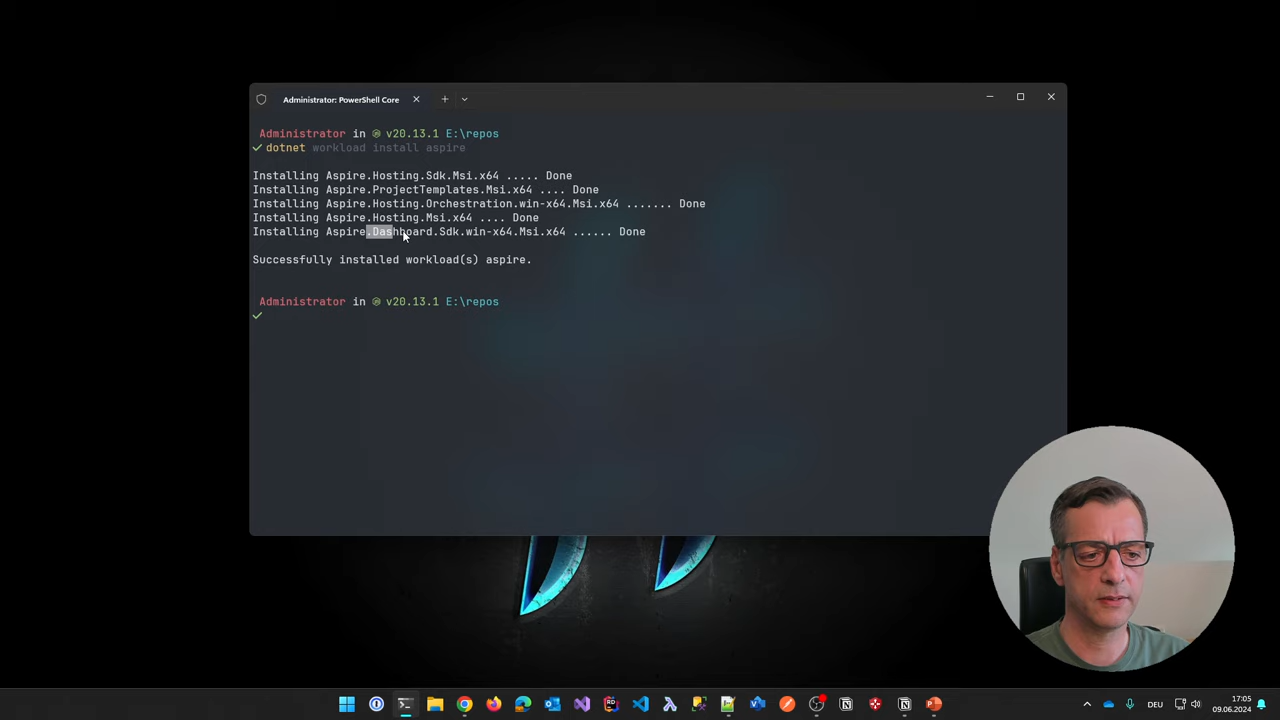 Administrator: PowerShell Core
Administrator in v20.13.1 E:\repos
dotnet workload install aspire
Installing Aspire.Hosting.Sdk.Msi.x64 ..... Done
Installing Aspire.ProjectTemplates.Msi.x64 .... Done
Installing Aspire.Hosting.Orchestration.win-x64.Msi.x64 ....... Done
Installing Aspire.Hosting.Msi.x64 .... Done
Installing Aspire.Dashboard.Sdk.win-x64.Msi.x64 ...... Done
Successfully installed workload(s) aspire.
Administrator in v20.13.1 E:\repos
DEU
17:05
09.06.2024